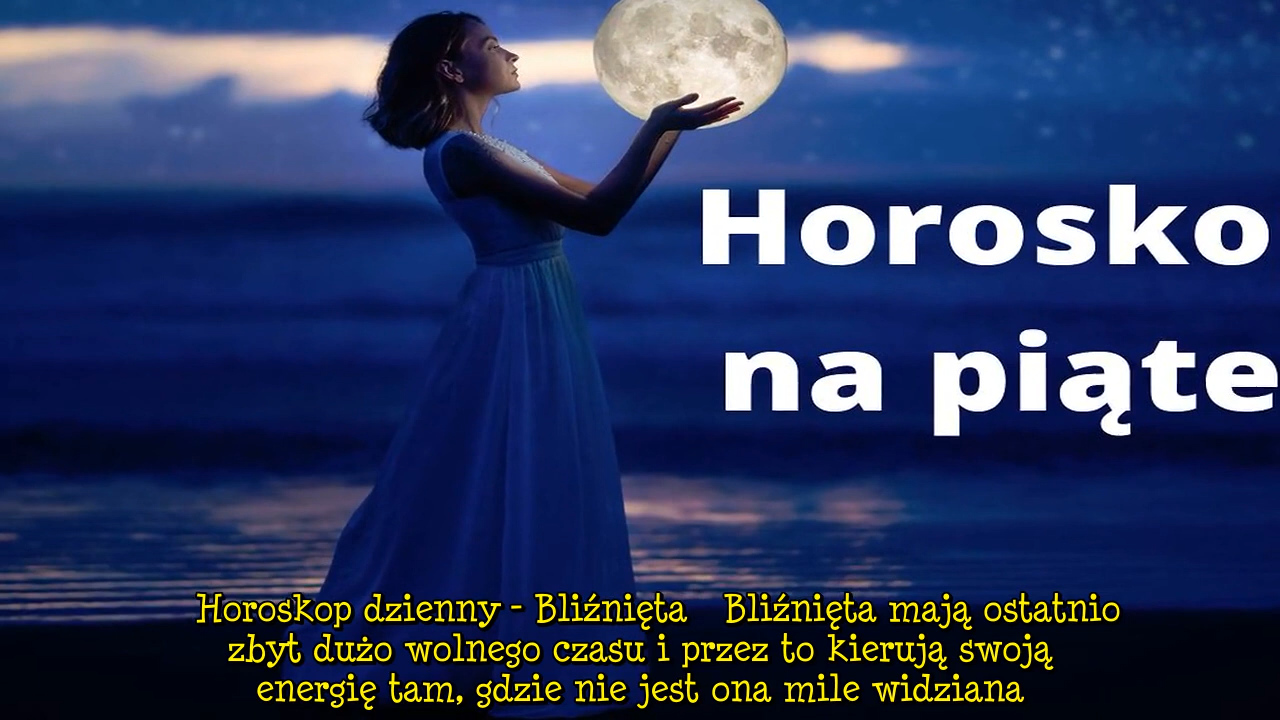 Horosko
na piąte
Horoskop dzienny - Bliźnięta Bliźnięta mają ostatnio
zbyt dużo wolnego czasu i przez to kierują swoją
energię tam, gdzie nie jest ona mile widziana